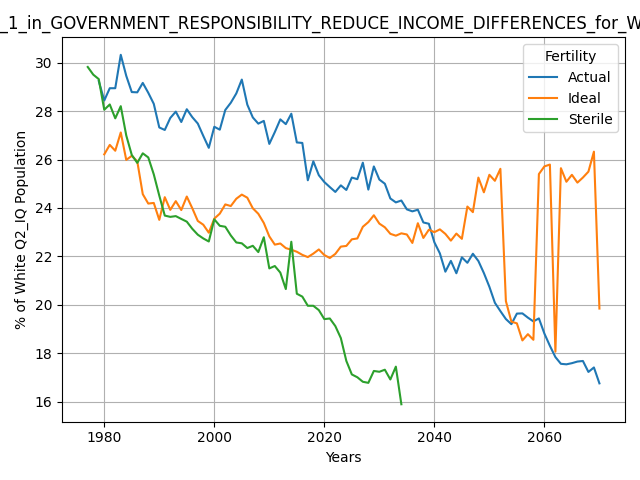 _1_in_GOVERNMENT_RESPONSIBILITY_REDUCE_INCOME_DIFFERENCES_for_W
Fertility
Actual
Ideal
Sterile
% of White Q2_IQ Population
30
28
26
24
22
20
18
16
1980
2000
2020
2040
2060
Years